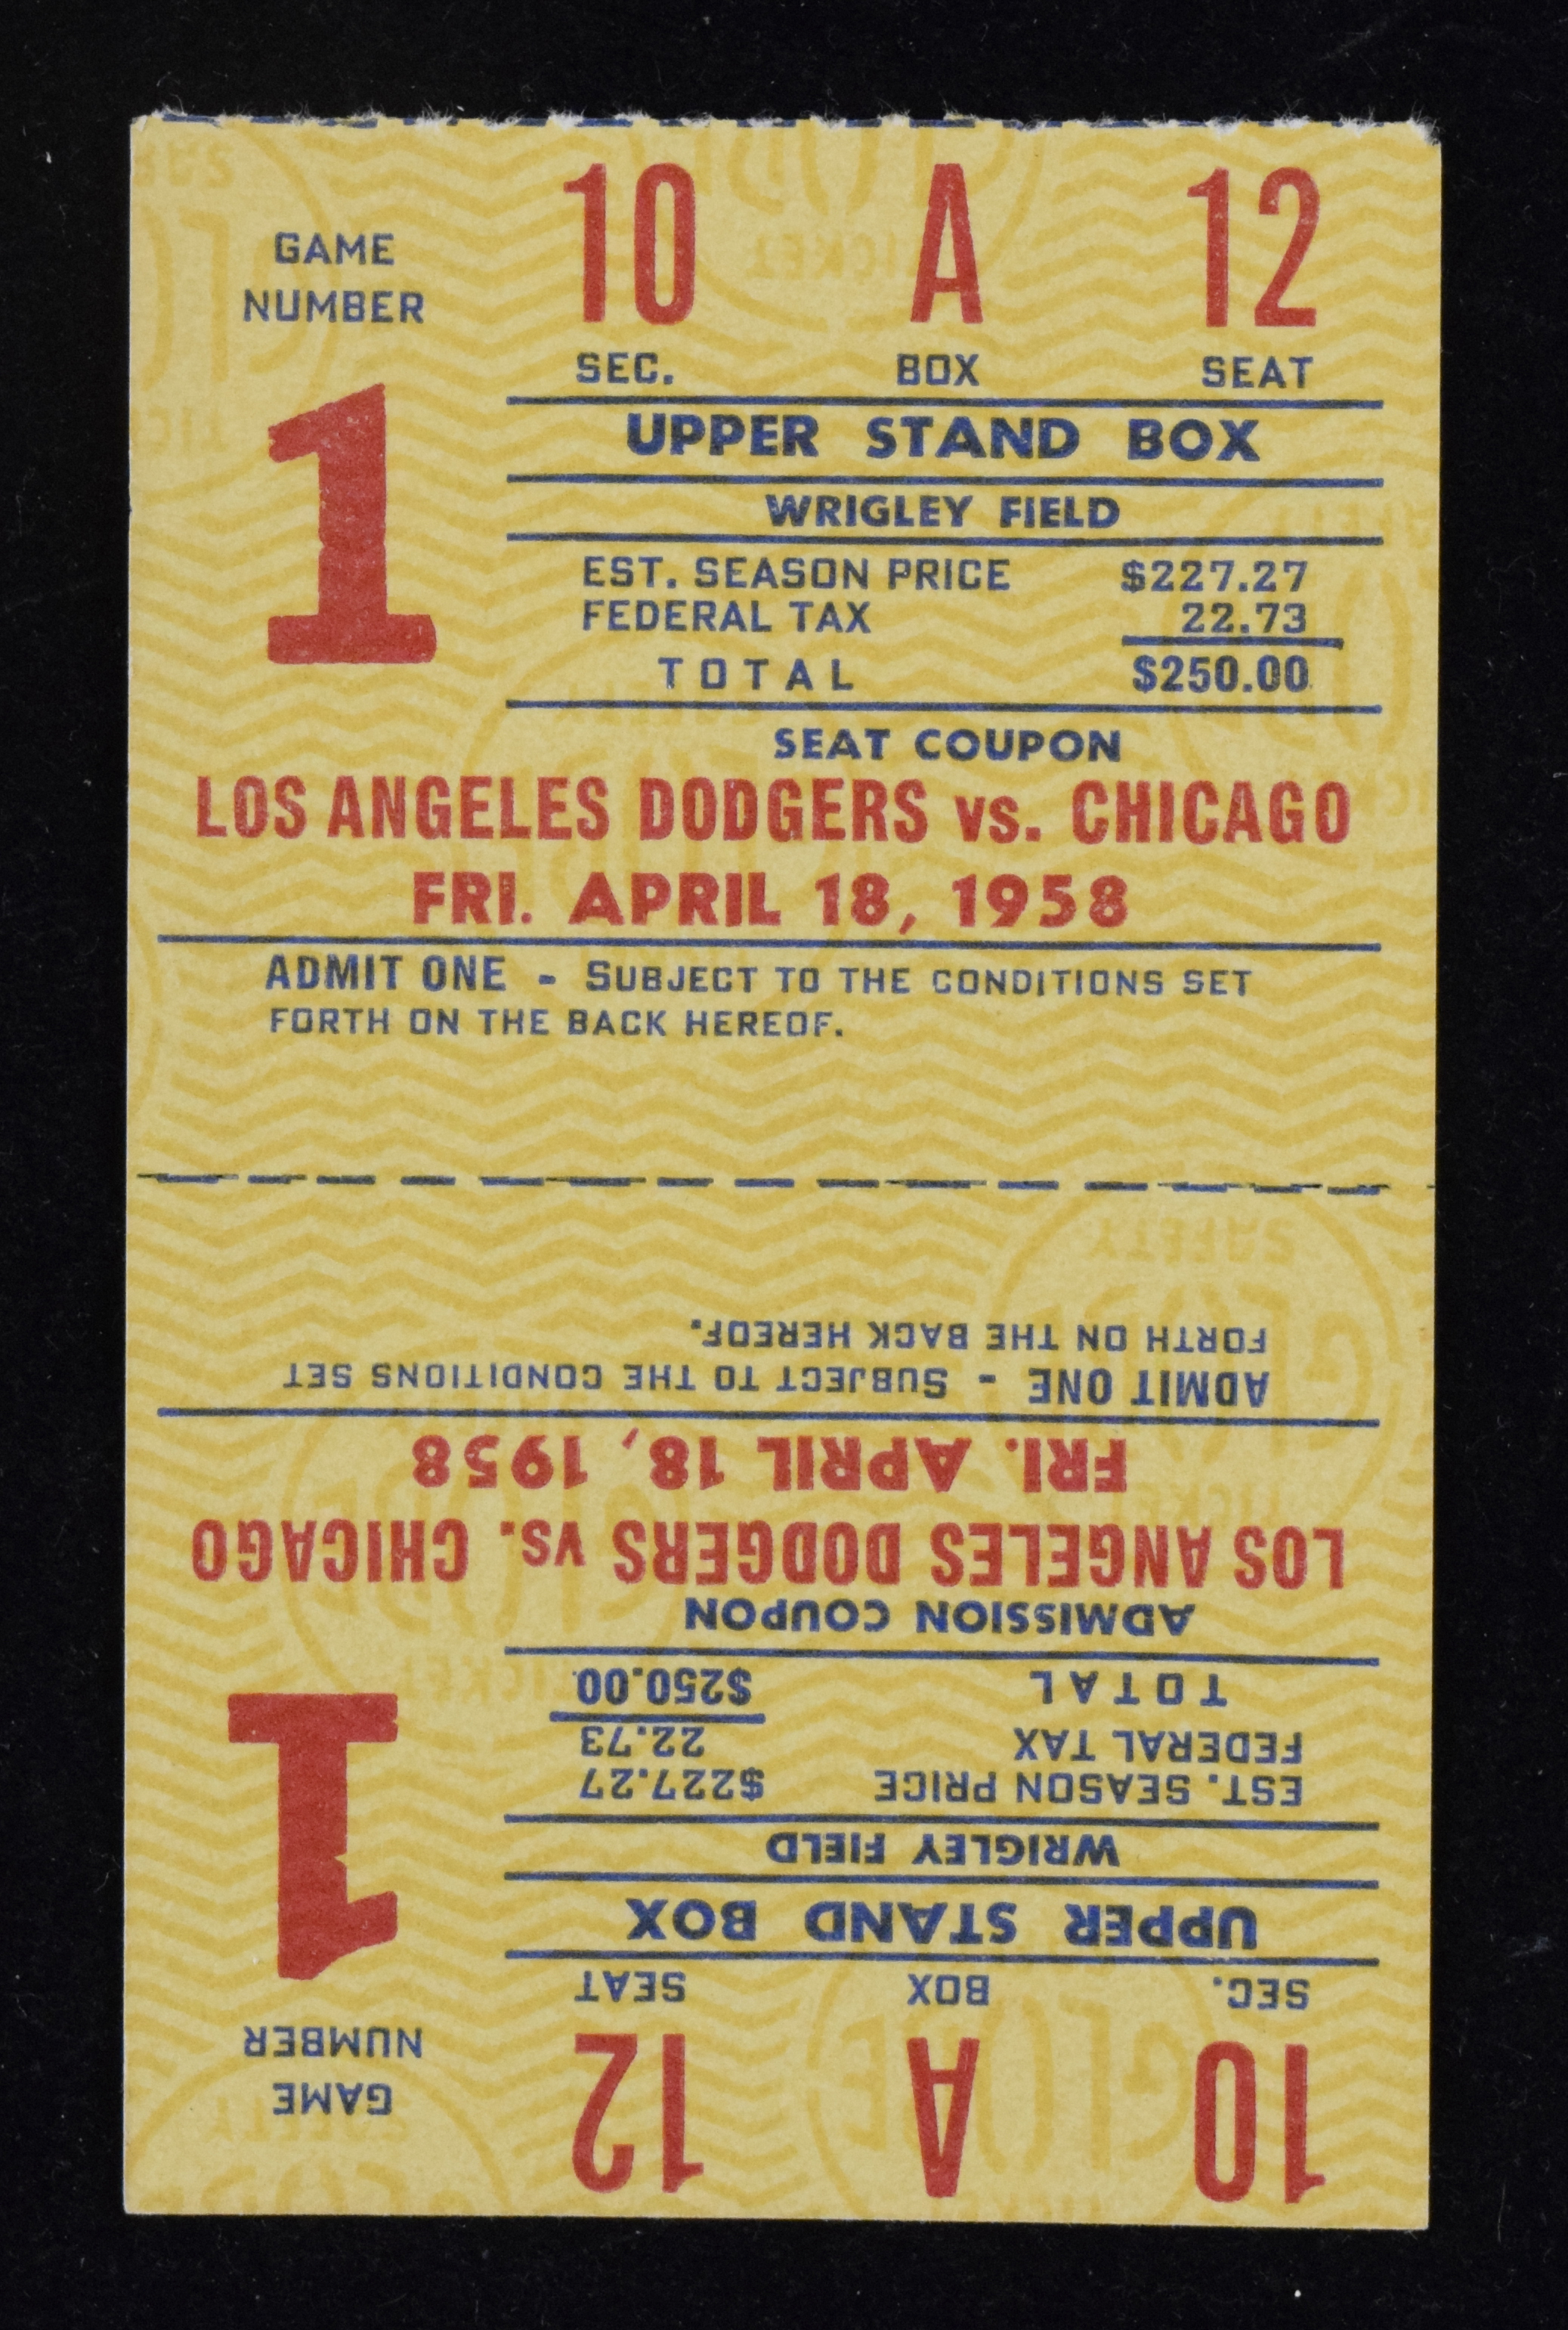 10 A 12
GAME
NUMBER
SEC. BOX SEAT
1
UPPER STAND BOX
WRIGLEY FIELD
EST. SEASON PRICE $227.27
FEDERAL TAX 22.73
TOTAL $250.00
SEAT COUPON
LOS ANGELES DODGERS vs. CHICAGO
FRI. APRIL 18, 1958
ADMIT ONE - SUBJECT TO THE CONDITIONS SET
FORTH ON THE BACK HEREOF.
10 A 12
GAME
NUMBER
SEC. BOX SEAT
1
UPPER STAND BOX
WRIGLEY FIELD
EST. SEASON PRICE $227.27
FEDERAL TAX 22.73
TOTAL $250.00
ADMISSION COUPON
LOS ANGELES DODGERS vs. CHICAGO
FRI. APRIL 18, 1958
ADMIT ONE - SUBJECT TO THE CONDITIONS SET
FORTH ON THE BACK HEREOF.
SAFETY
GLOBE
TICKET